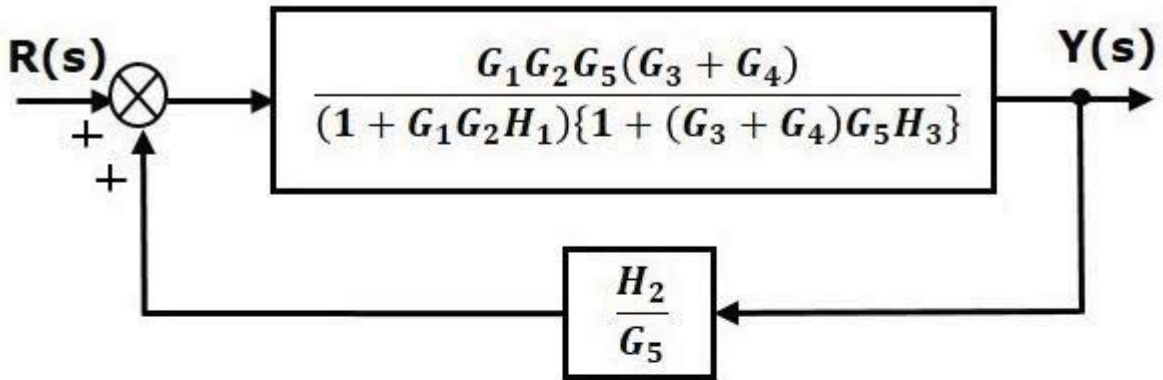 R(s)
Y(s)
G₁G₂G₅(G₃ + G₄)
(1 + G₁G₂H₁){1 + (G₃ + G₄)G₅H₃}
+
+
H₂
G₅